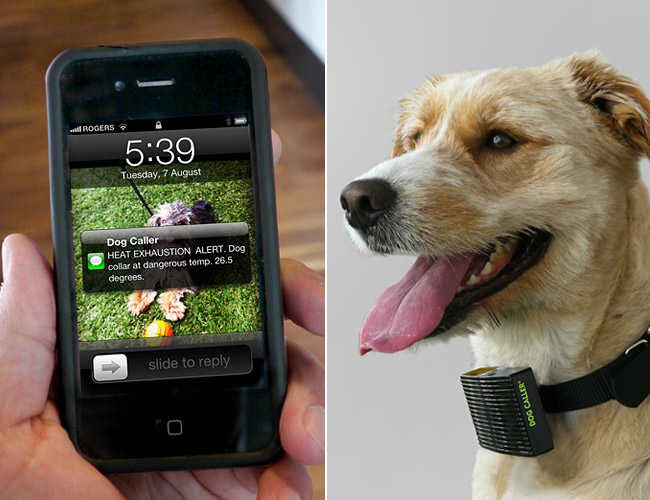 ROGERS
5:39
Tuesday, 7 August
Dog Caller
HEAT EXHAUSTION ALERT. Dog
collar at dangerous temp. 26.5
degrees.
slide to reply
DOG CALLER